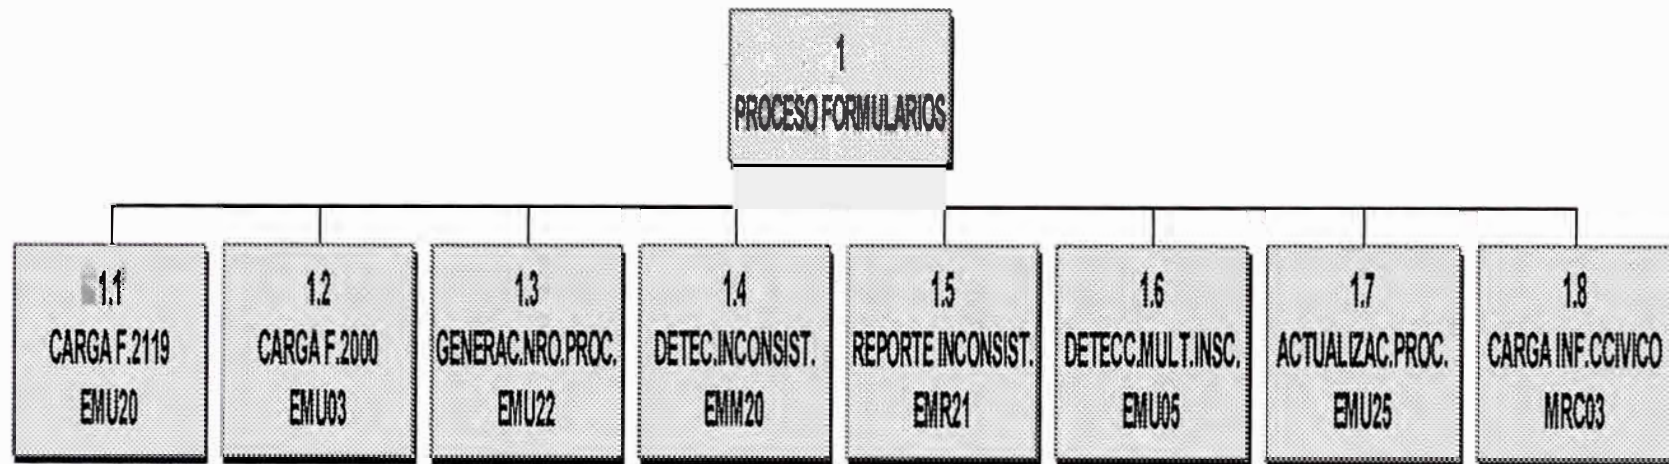 1
PROCESO FORMULARIOS
1.1
CARGA F.2119
EMU20
1.2
CARGA F.2000
EMU03
1.3
GENERAC.NRO.PROC.
EMU22
1.4
DETEC.INCONSIST.
EMM20
1.5
REPORTE INCONSIST.
EMR21
1.6
DETECC.MULT.INSC.
EMU05
1.7
ACTUALIZAC.PROC.
EMU25
1.8
CARGA INF.CCIVICO
MRC03